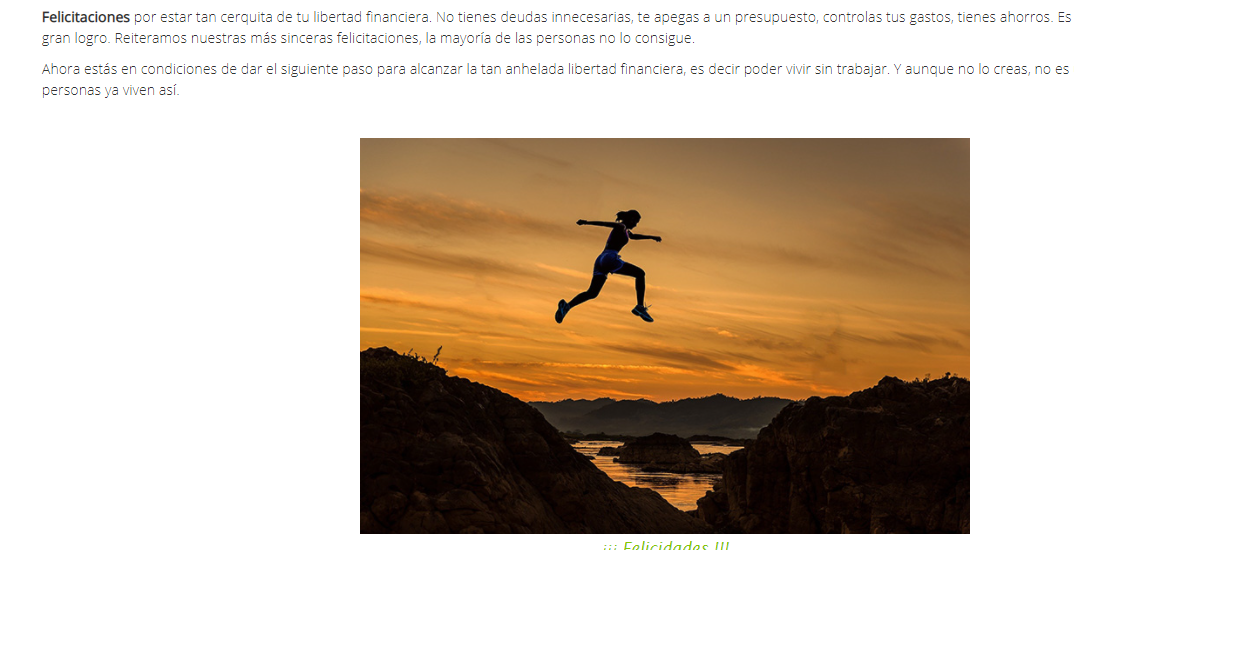 Felicitaciones por estar tan cerquita de tu libertad financiera. No tienes deudas innecesarias, te apegas a un presupuesto, controlas tus gastos, tienes ahorros. Es
gran logro. Reiteramos nuestras más sinceras felicitaciones, la mayoría de las personas no lo consigue.
Ahora estás en condiciones de dar el siguiente paso para alcanzar la tan anhelada libertad financiera, es decir poder vivir sin trabajar. Y aunque no lo creas, no es
personas ya viven así.
¡¡¡ Felicidades !!!